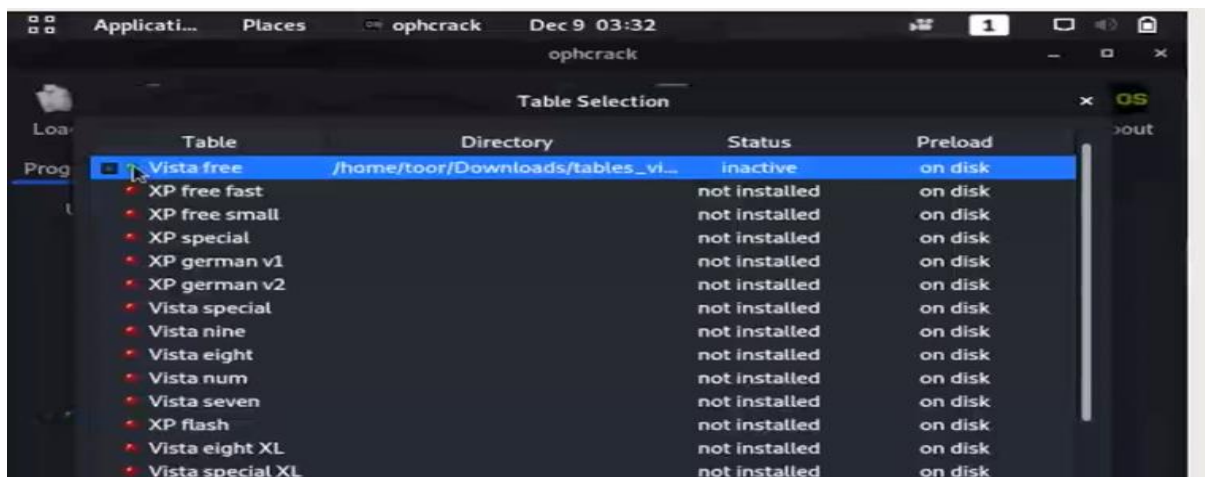 Applicati... Places ophcrack Dec 9 03:32 1
ophcrack
Table Selection
OS
Loa
out
Table Directory Status Preload
Prog
Vista free /home/toor/Downloads/tables_vi... inactive on disk
XP free fast not installed on disk
XP free small not installed on disk
XP special not installed on disk
XP german v1 not installed on disk
XP german v2 not installed on disk
Vista special not installed on disk
Vista nine not installed on disk
Vista eight not installed on disk
Vista num not installed on disk
Vista seven not installed on disk
XP flash not installed on disk
Vista eight XL not installed on disk
Vista special XL not installed on disk